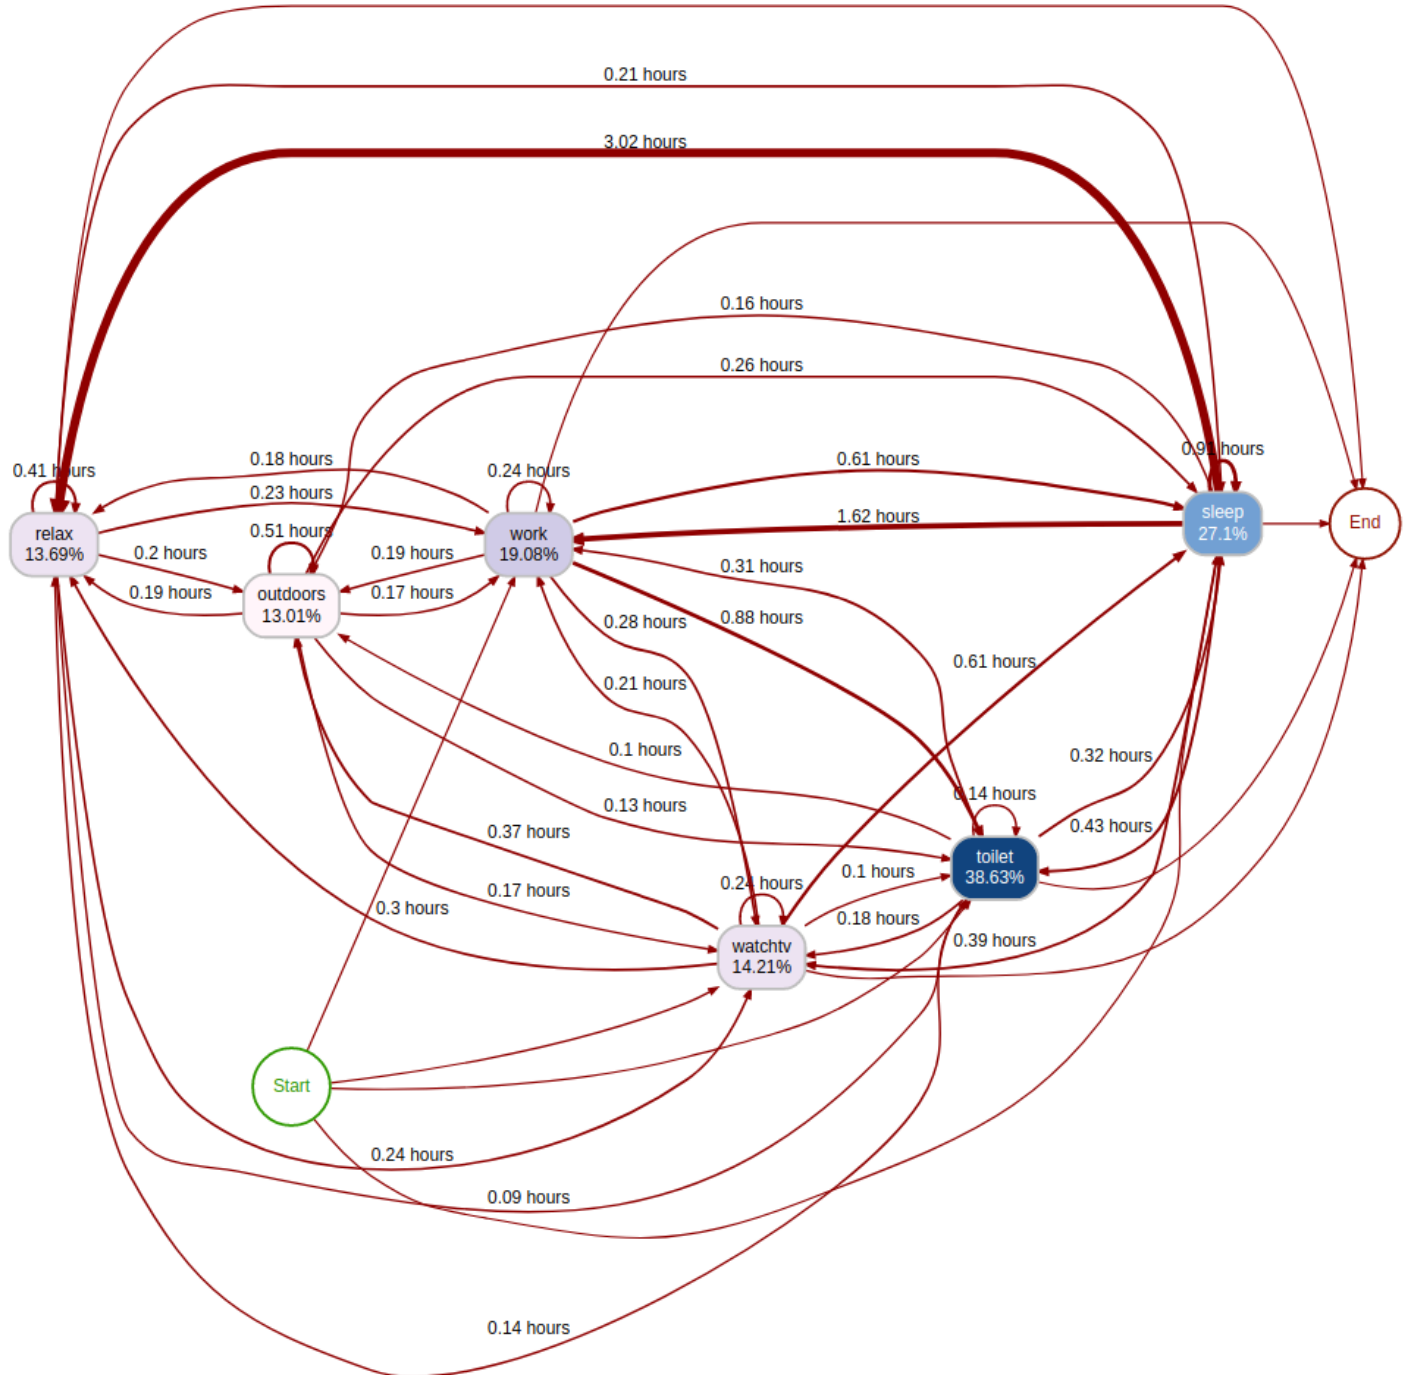 0.21 hours
3.02 hours
0.16 hours
0.26 hours
0.18 hours
0.61 hours
0.91 hours
0.41 hours
0.24 hours
0.23 hours
1.62 hours
0.51 hours
relax
13.69%
work
19.08%
sleep
27.1%
End
0.2 hours
0.19 hours
0.31 hours
0.19 hours
0.17 hours
outdoors
13.01%
0.28 hours
0.88 hours
0.61 hours
0.21 hours
0.1 hours
0.32 hours
0.14 hours
0.13 hours
0.43 hours
0.37 hours
toilet
38.63%
0.1 hours
0.24 hours
0.17 hours
0.3 hours
0.18 hours
0.39 hours
watchtv
14.21%
Start
0.24 hours
0.09 hours
0.14 hours